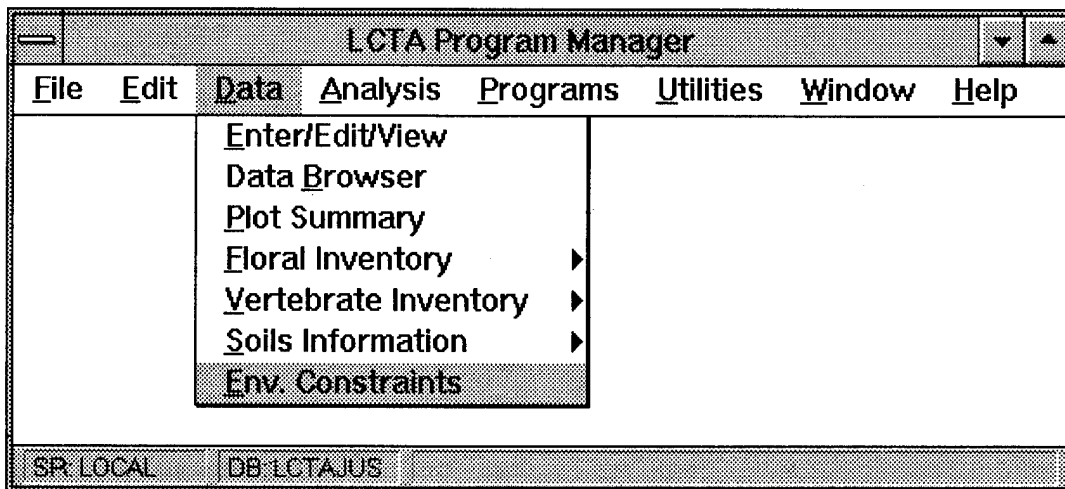 LCTA Program Manager
File Edit Data Analysis Programs Utilities Window Help
Enter/Edit/View
Data Browser
Plot Summary
Floral Inventory
Vertebrate Inventory
Soils Information
Env. Constraints
SR: LOCAL DB:LCTAJUS